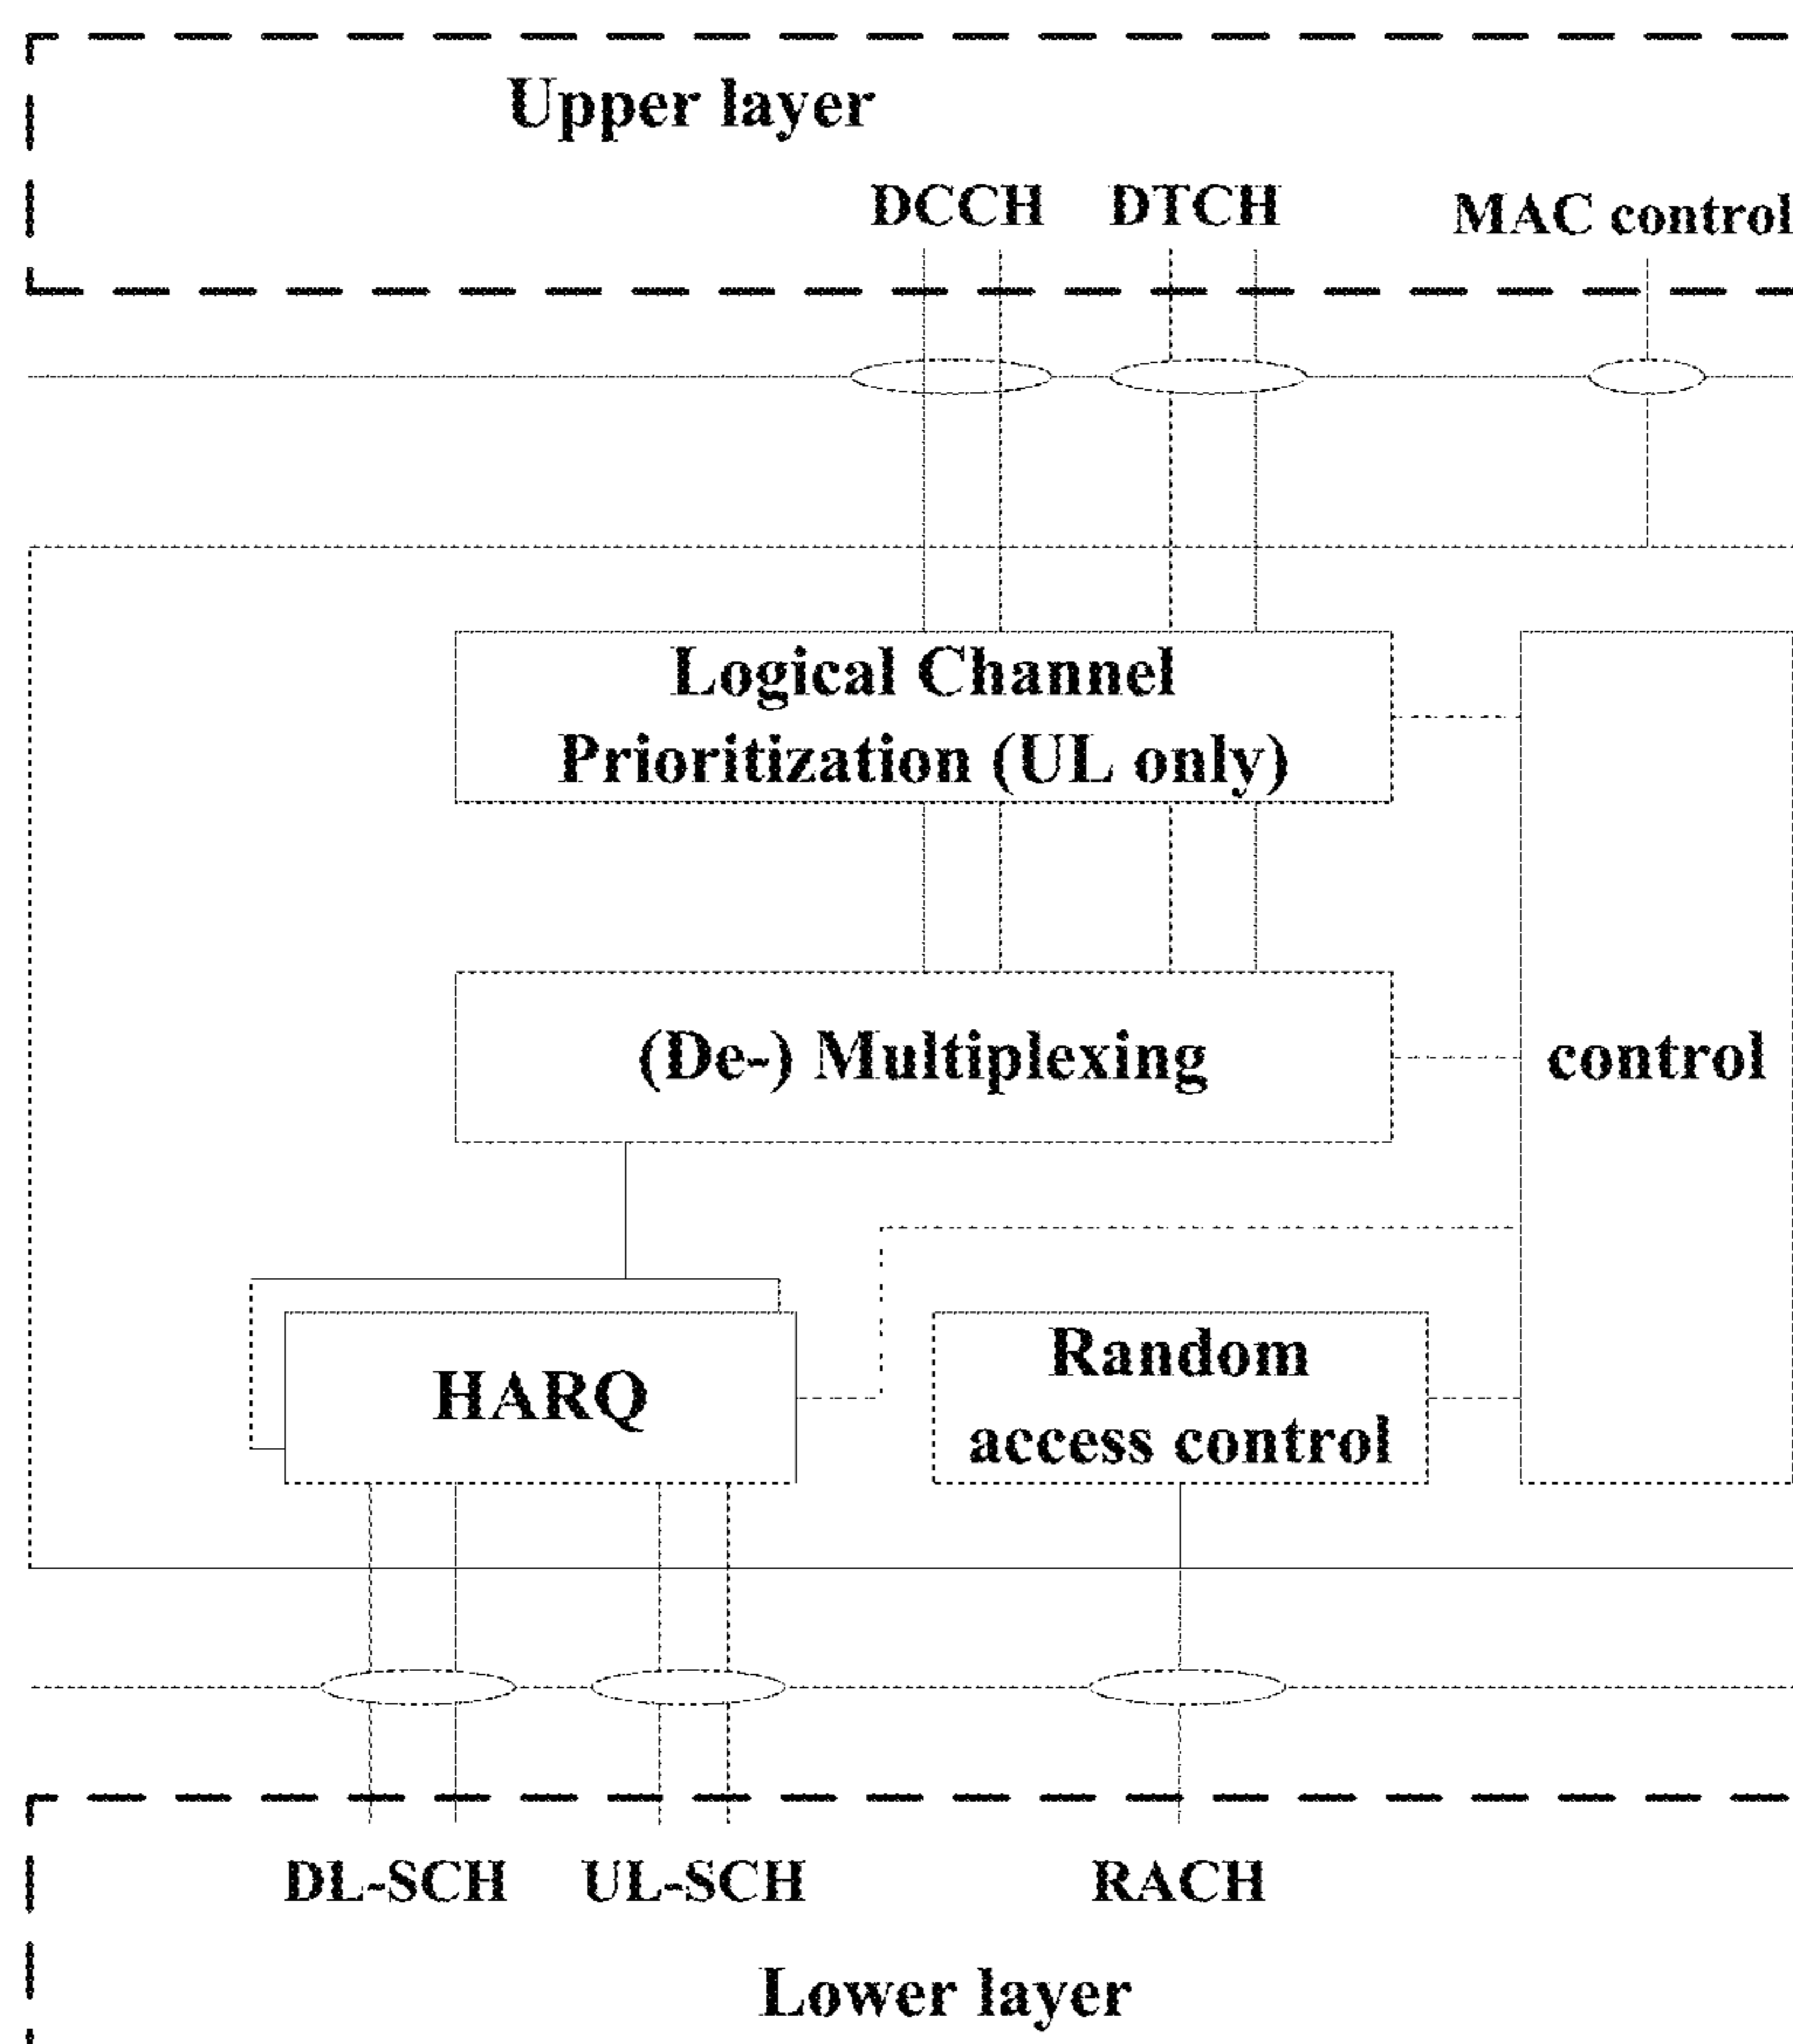 Upper layer
DCCH DTCH MAC control
Logical Channel
Prioritization (UL only)
(De-) Multiplexing
control
HARQ
Random
access control
DL-SCH UL-SCH RACH
Lower layer